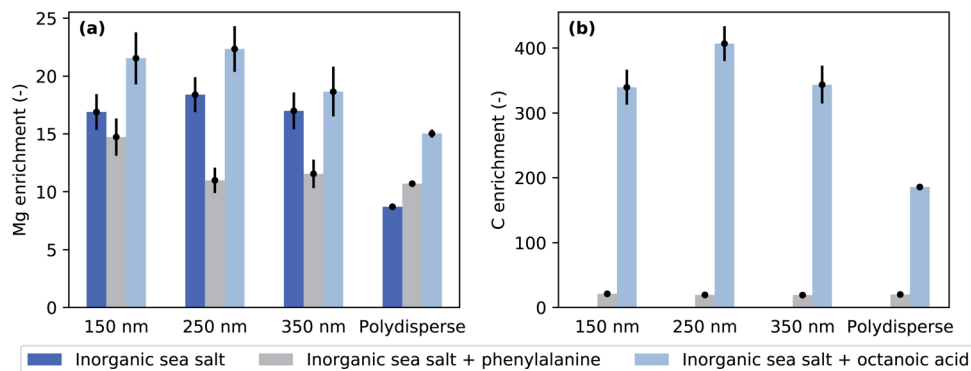 (a)
Mg enrichment (-)
25
20
15
10
5
0
150 nm 250 nm 350 nm Polydisperse
(b)
C enrichment (-)
400
300
200
100
0
150 nm 250 nm 350 nm Polydisperse
Inorganic sea salt Inorganic sea salt + phenylalanine Inorganic sea salt + octanoic acid